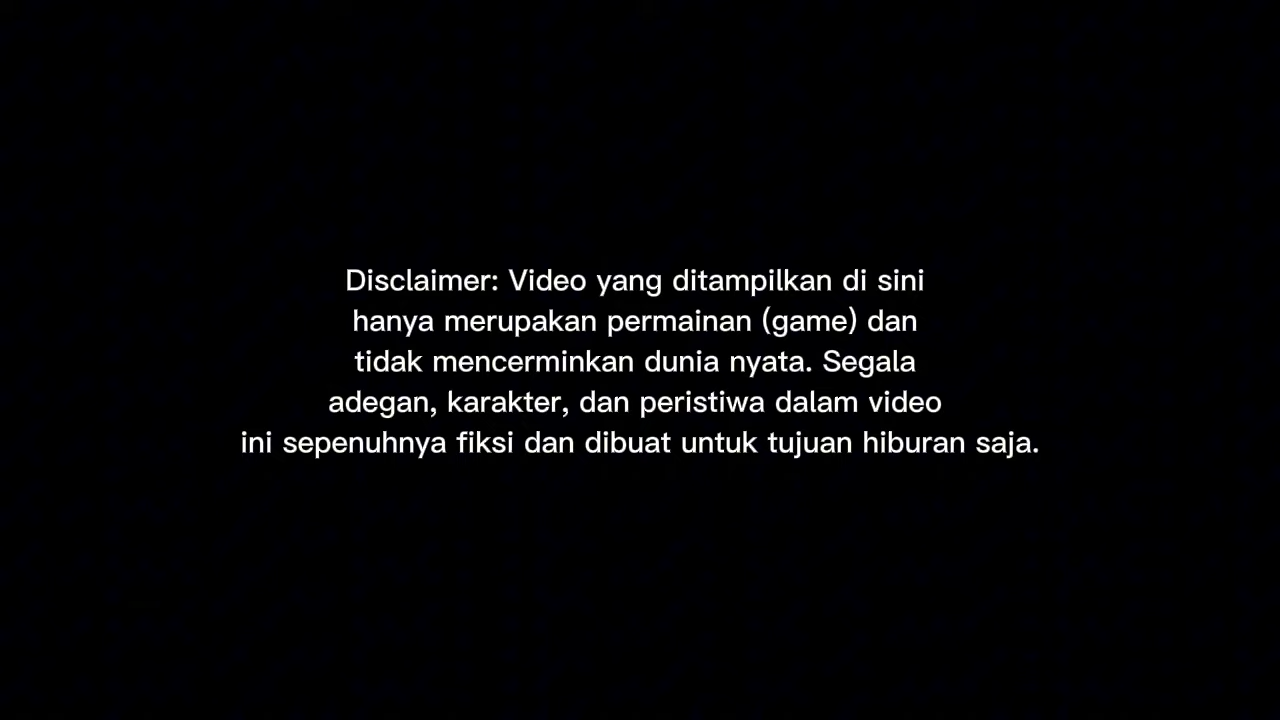 Disclaimer: Video yang ditampilkan di sini
hanya merupakan permainan (game) dan
tidak mencerminkan dunia nyata. Segala
adegan, karakter, dan peristiwa dalam video
ini sepenuhnya fiksi dan dibuat untuk tujuan hiburan saja.